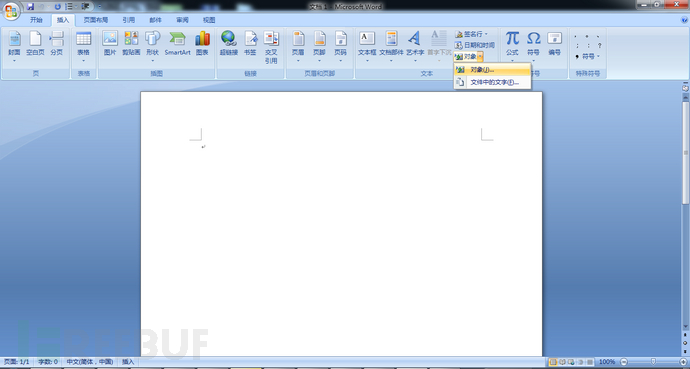 文档 1 - Microsoft Word
开始 插入 页面布局 引用 邮件 审阅 视图
封面 空白页 分页 表格 图片 剪贴画 形状 SmartArt 图表 超链接 书签 交叉引用 页眉 页脚 页码 文本框 文档部件 艺术字 首字下沉 签名行 公式 符号 编号
日期和时间
对象 符号
页 表格 插图 链接 页眉和页脚 文本 符号 特殊符号
对象(J)...
文件中的文字(F)...
REEBUF
页面: 1/1 字数: 0 中文(简体，中国) 插入 100%